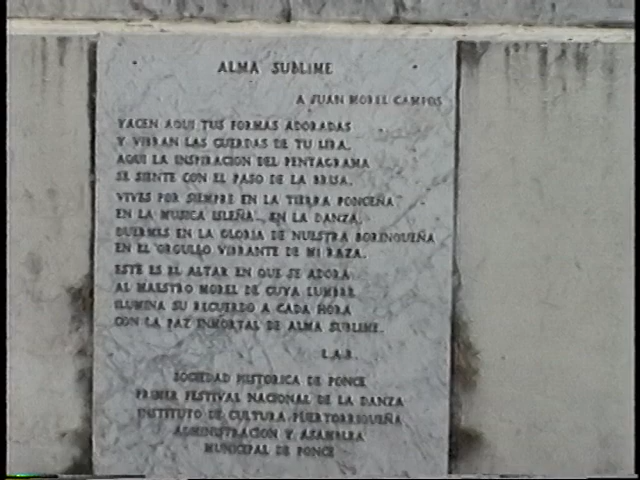 ALMA SUBLIME
A JUAN MOREL CAMPOS
YACEN AQUI TUS FORMAS ADORADAS
Y VIBRAN LAS CUERDAS DE TU LIRA.
AQUI LA INSPIRACION DEL PENTAGRAMA
SE SIENTE CON EL PASO DE LA BRISA.
VIVES POR SIEMPRE EN LA TIERRA PONCEÑA
EN LA MUSICA ISLEÑA.. EN LA DANZA,
DUERMES EN LA GLORIA DE NUESTRA BORINQUEÑA
EN EL ORGULLO VIBRANTE DE MI RAZA.
ESTE ES EL ALTAR EN QUE SE ADORA
AL MAESTRO MOREL DE CUYA LUMBRE
ILUMINA SU RECUERDO A CADA HORA
CON LA PAZ INMORTAL DE ALMA SUBLIME.
L.A.R.
SOCIEDAD HISTORICA DE PONCE
PRIMER FESTIVAL NACIONAL DE LA DANZA
INSTITUTO DE CULTURA PUERTORRIQUEÑA
ADMINISTRACION Y ASAMBLEA
MUNICIPAL DE PONCE